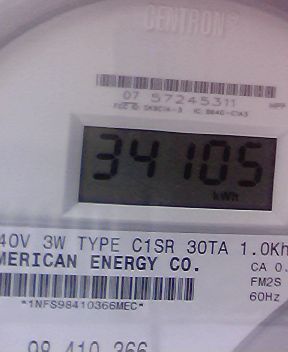 CENTRON®
07 57245311
34105
kWh
40V 3W TYPE C1SR 30TA 1.0Kh
MERICAN ENERGY CO.
CA 0.
FM2S
60Hz
*1NFS98410366MEC*
98 410 366